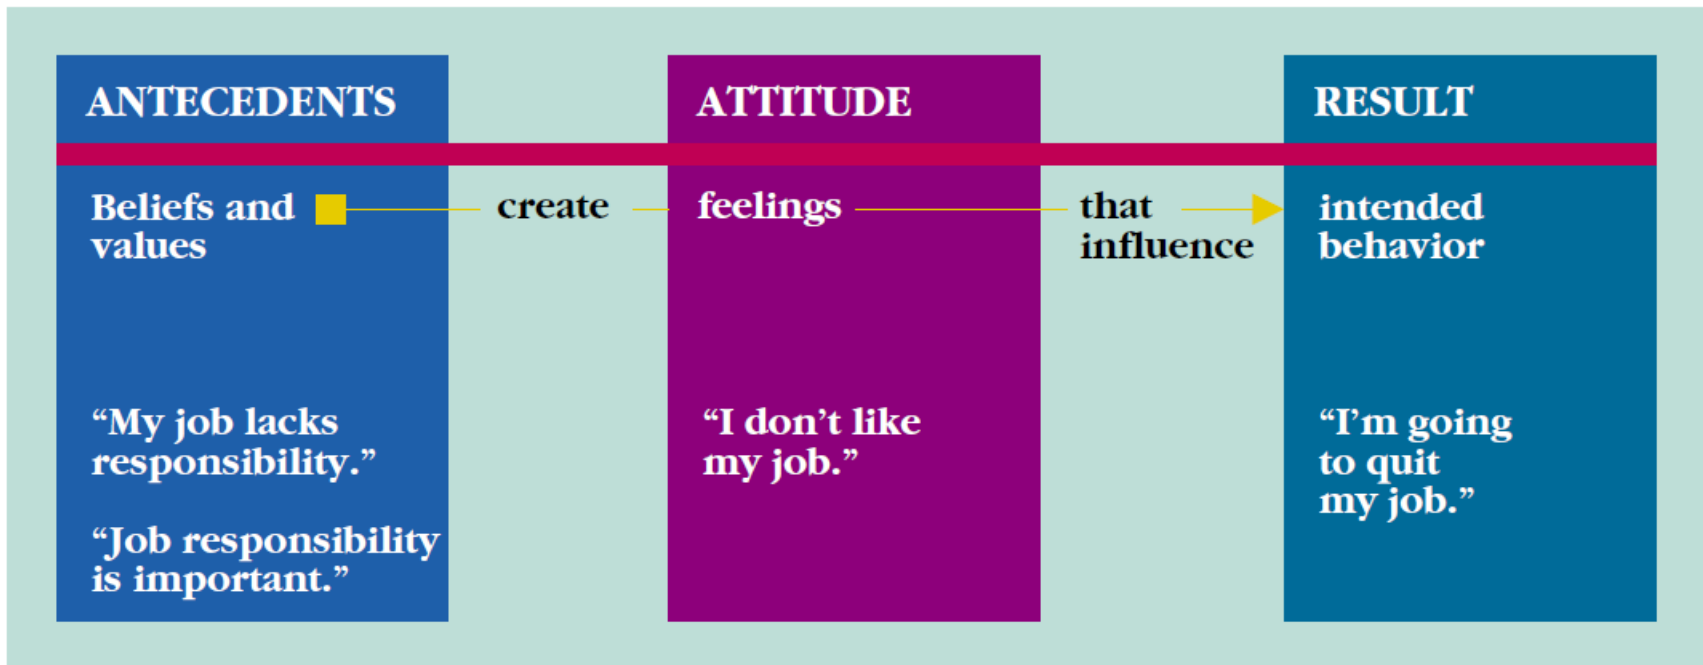 ANTECEDENTS
ATTITUDE
RESULT
Beliefs and
values
create
feelings
that
influence
intended
behavior
“My job lacks
responsibility.”
“Job responsibility
is important.”
“I don’t like
my job.”
“I’m going
to quit
my job.”